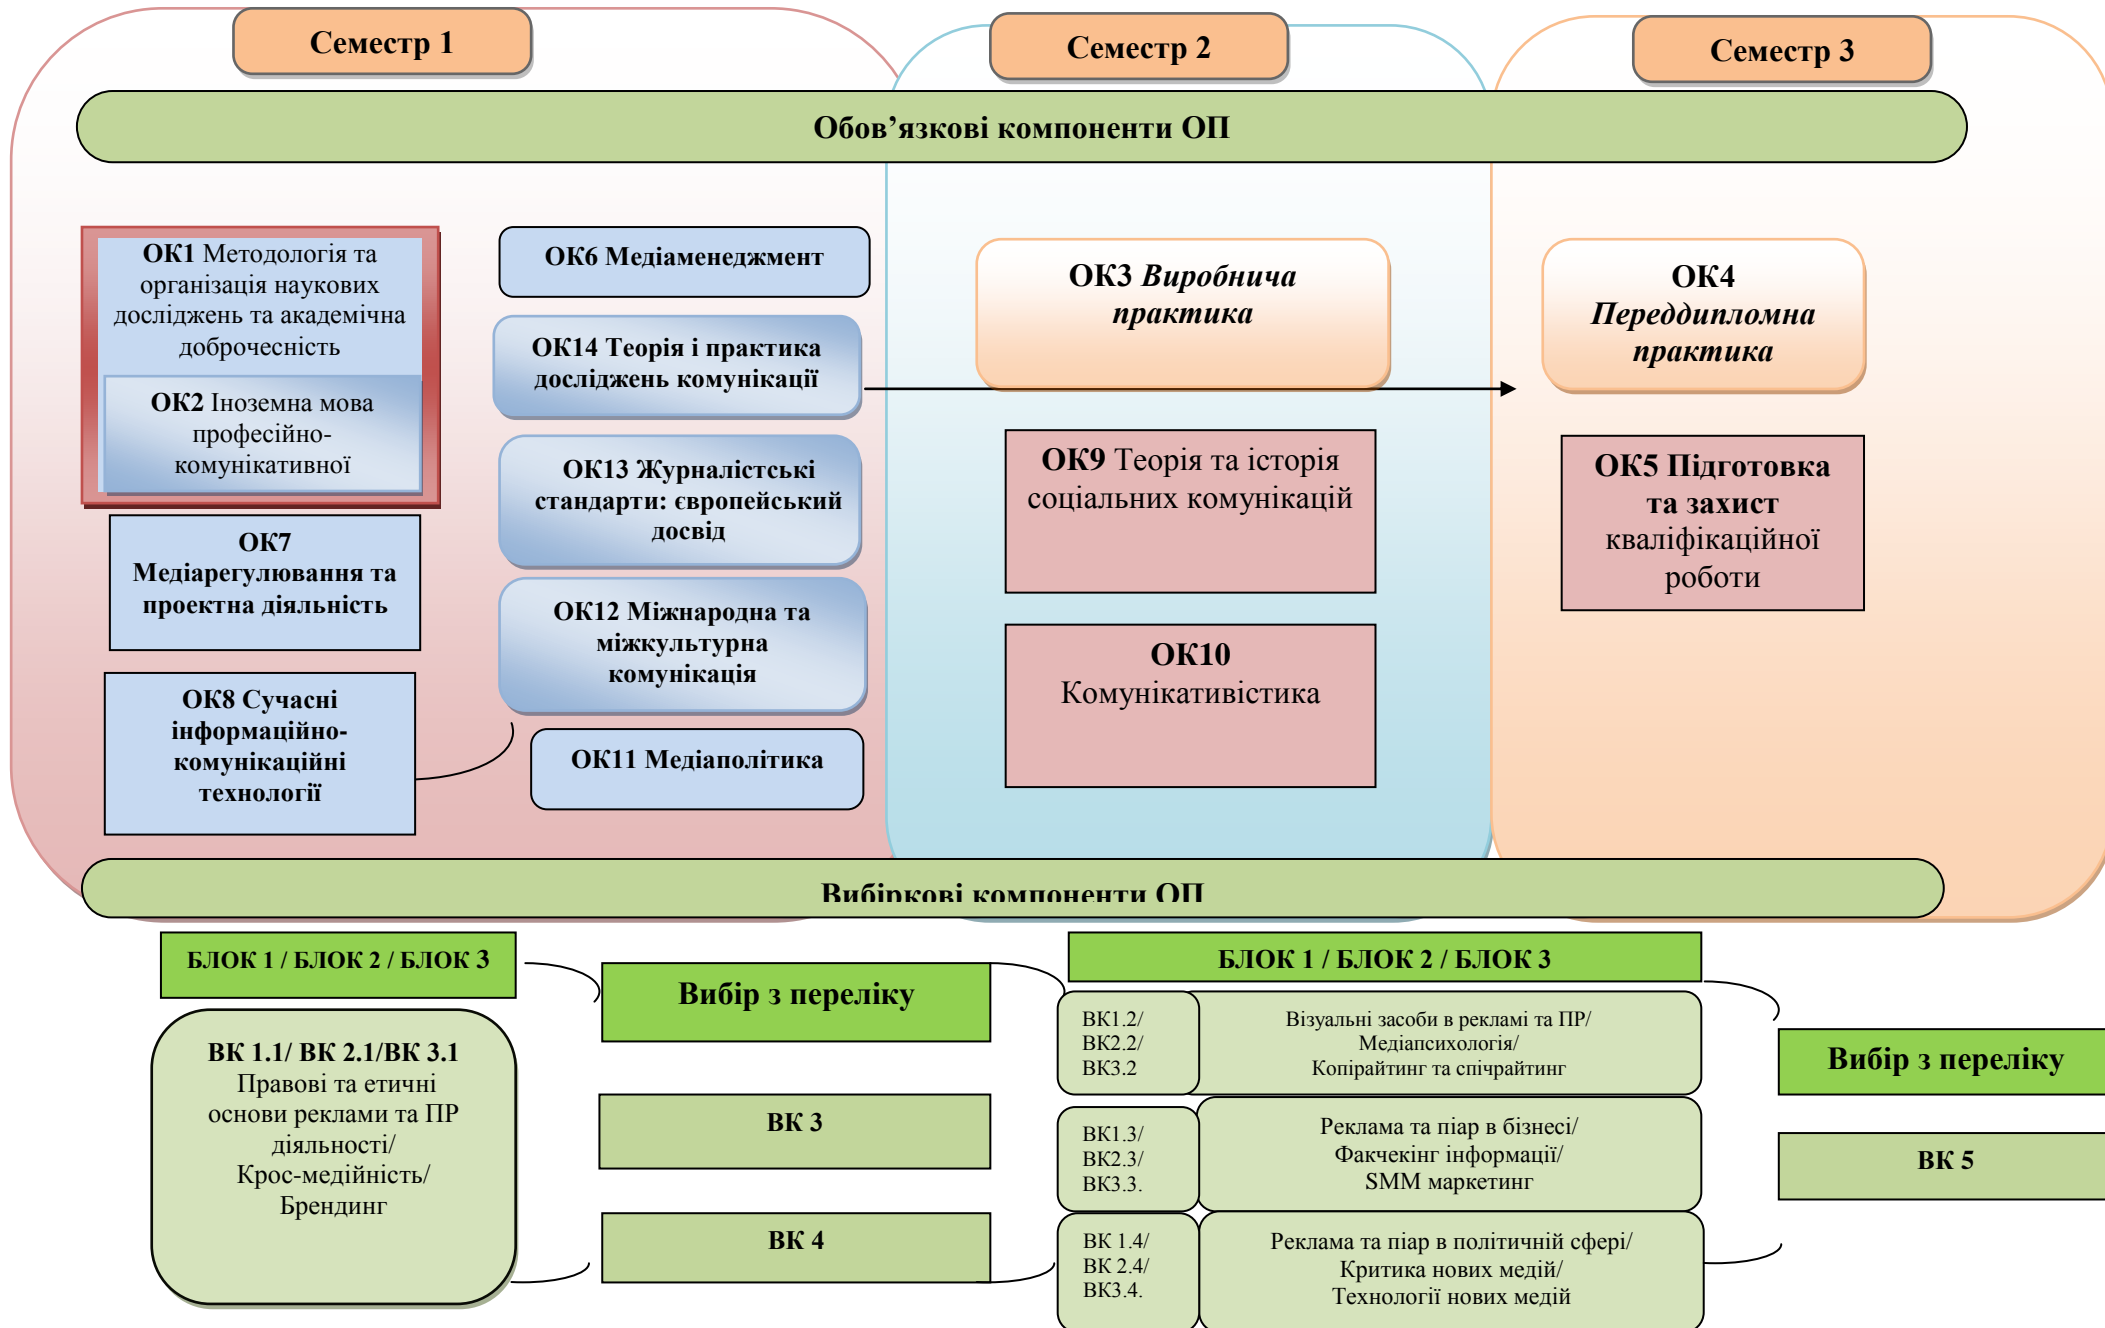 Семестр 1
Семестр 2
Семестр 3
Обов’язкові компоненти ОП
ОК1 Методологія та
організація наукових
досліджень та академічна
доброчесність
ОК2 Іноземна мова
професійно-
комунікативної
ОК7
Медіарегулювання та
проектна діяльність
ОК8 Сучасні
інформаційно-
комунікаційні
технології
ОК6 Медіаменеджмент
ОК14 Теорія і практика
досліджень комунікації
ОК13 Журналістські
стандарти: європейський
досвід
ОК12 Міжнародна та
міжкультурна
комунікація
ОК11 Медіаполітика
ОК3 Виробнича
практика
ОК9 Теорія та історія
соціальних комунікацій
ОК10
Комунікативістика
ОК4
Переддипломна
практика
ОК5 Підготовка
та захист
кваліфікаційної
роботи
Вибіркові компоненти ОП
БЛОК 1 / БЛОК 2 / БЛОК 3
ВК 1.1/ ВК 2.1/ВК 3.1
Правові та етичні
основи реклами та ПР
діяльності/
Крос-медійність/
Брендинг
Вибір з переліку
ВК 3
ВК 4
БЛОК 1 / БЛОК 2 / БЛОК 3
ВК1.2/
ВК2.2/
ВК3.2
Візуальні засоби в рекламі та ПР/
Медіапсихологія/
Копірайтинг та спічрайтинг
ВК1.3/
ВК2.3/
ВК3.3.
Реклама та піар в бізнесі/
Факчекінг інформації/
SMM маркетинг
ВК 1.4/
ВК 2.4/
ВК3.4.
Реклама та піар в політичній сфері/
Критика нових медій/
Технології нових медій
Вибір з переліку
ВК 5